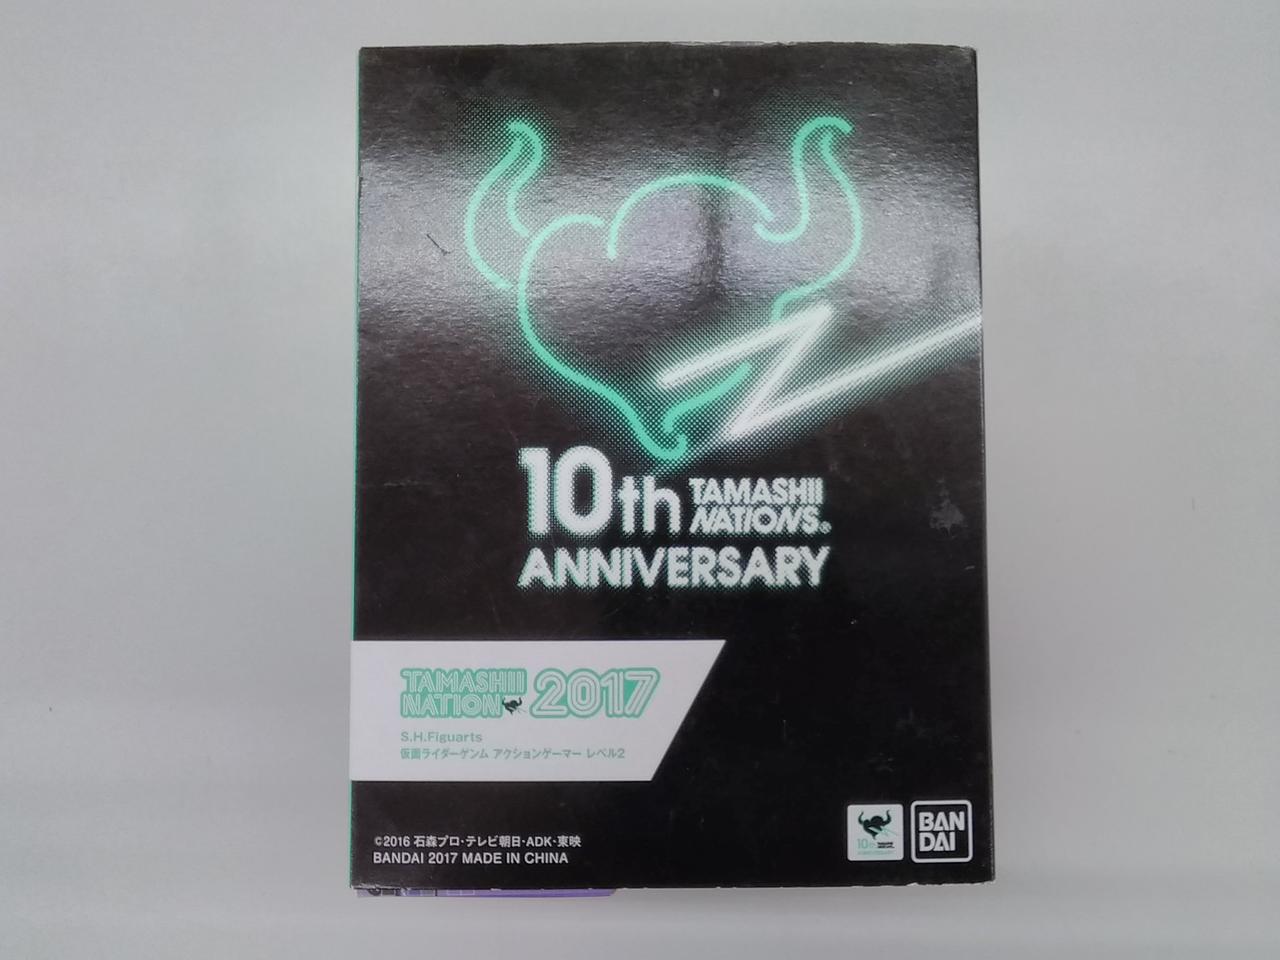 10th TAMASHII
NATIONS®
ANNIVERSARY
TAMASHII
NATION 2017
S.H.Figuarts
仮面ライダーゲンム アクションゲーマー レベル2
©2016 石森プロ・テレビ朝日・ADK・東映
BANDAI 2017 MADE IN CHINA
10th
BAN
DAI